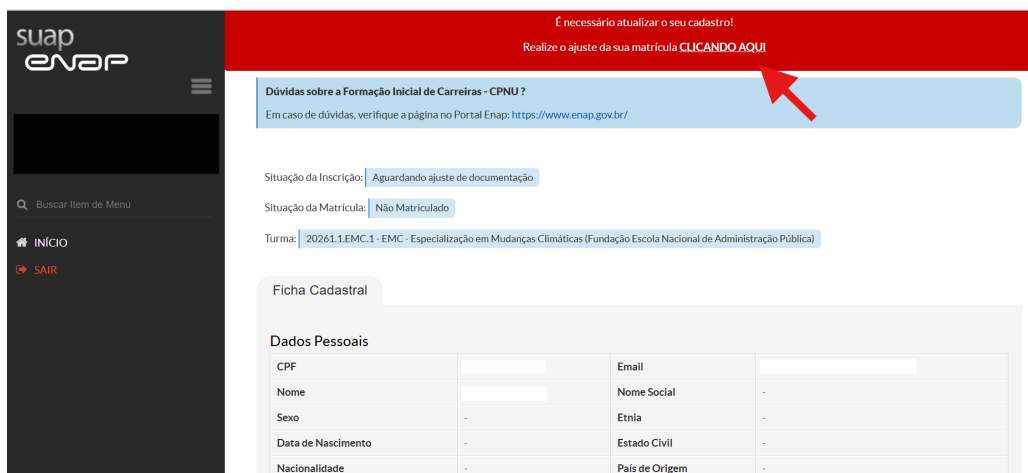 suap
enap
Buscar Item de Menu
INÍCIO
SAIR
É necessário atualizar o seu cadastro!
Realize o ajuste da sua matrícula CLICANDO AQUI
Dúvidas sobre a Formação Inicial de Carreiras - CPNU ?
Em caso de dúvidas, verifique a página no Portal Enap: https://www.enap.gov.br/
Situação da Inscrição: Aguardando ajuste de documentação
Situação da Matrícula: Não Matriculado
Turma: 20261.1.EMC.1 - EMC - Especialização em Mudanças Climáticas (Fundação Escola Nacional de Administração Pública)
Ficha Cadastral
Dados Pessoais
CPF Email
Nome Nome Social -
Sexo - Etnia -
Data de Nascimento - Estado Civil -
Nacionalidade - País de Origem -